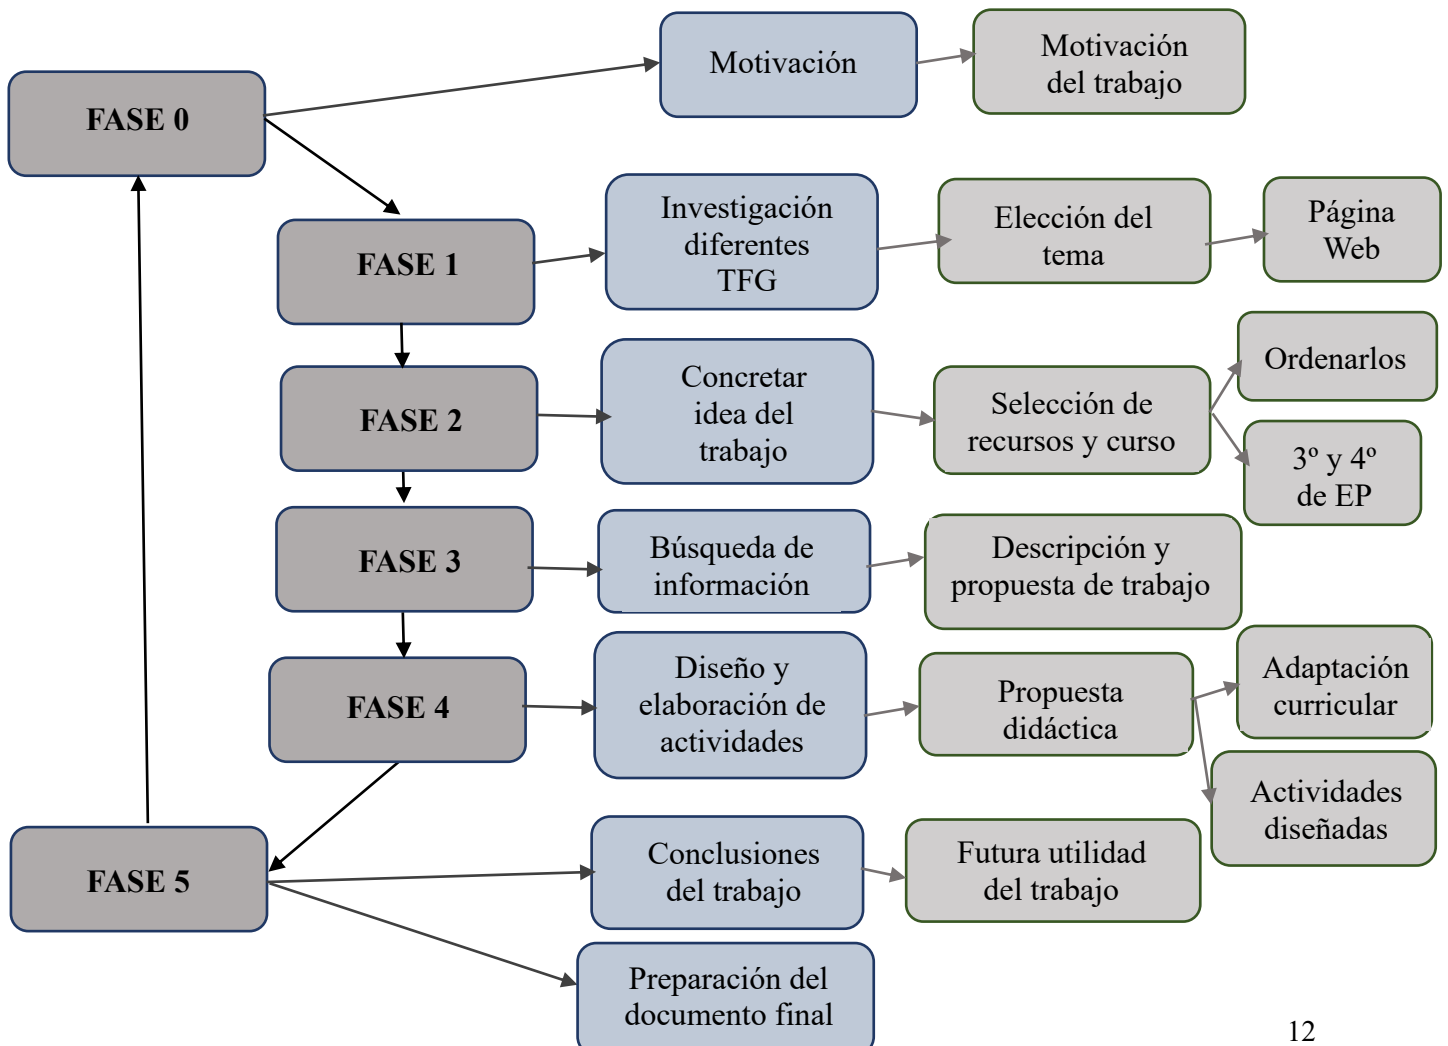 FASE 0
Motivación
Motivación
del trabajo
FASE 1
Investigación
diferentes
TFG
Elección del
tema
Página
Web
FASE 2
Concretar
idea del
trabajo
Selección de
recursos y curso
Ordenarlos
3º y 4º
de EP
FASE 3
Búsqueda de
información
Descripción y
propuesta de trabajo
FASE 4
Diseño y
elaboración de
actividades
Propuesta
didáctica
Adaptación
curricular
Actividades
diseñadas
FASE 5
Conclusiones
del trabajo
Futura utilidad
del trabajo
Preparación del
documento final
12